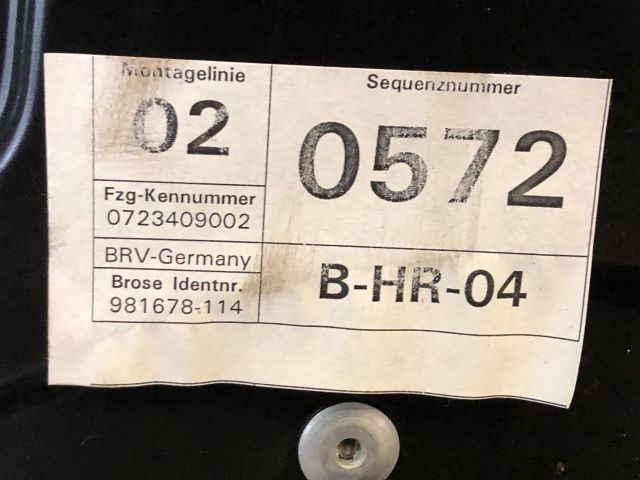 Montagelinie
02
Sequenznummer
0572
Fzg-Kennummer
0723409002
BRV-Germany
Brose Identnr.
981678-114
B-HR-04